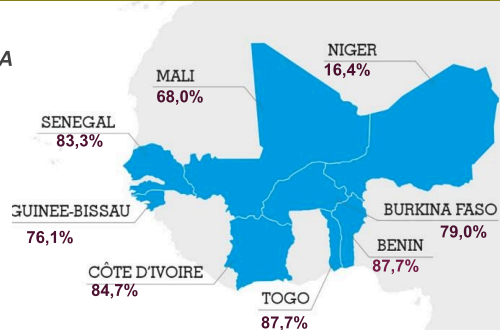 A
NIGER
16,4%
MALI
68,0%
SENEGAL
83,3%
GUINEE-BISSAU
76,1%
BURKINA FASO
79,0%
BENIN
87,7%
CÔTE D'IVOIRE
84,7%
TOGO
87,7%